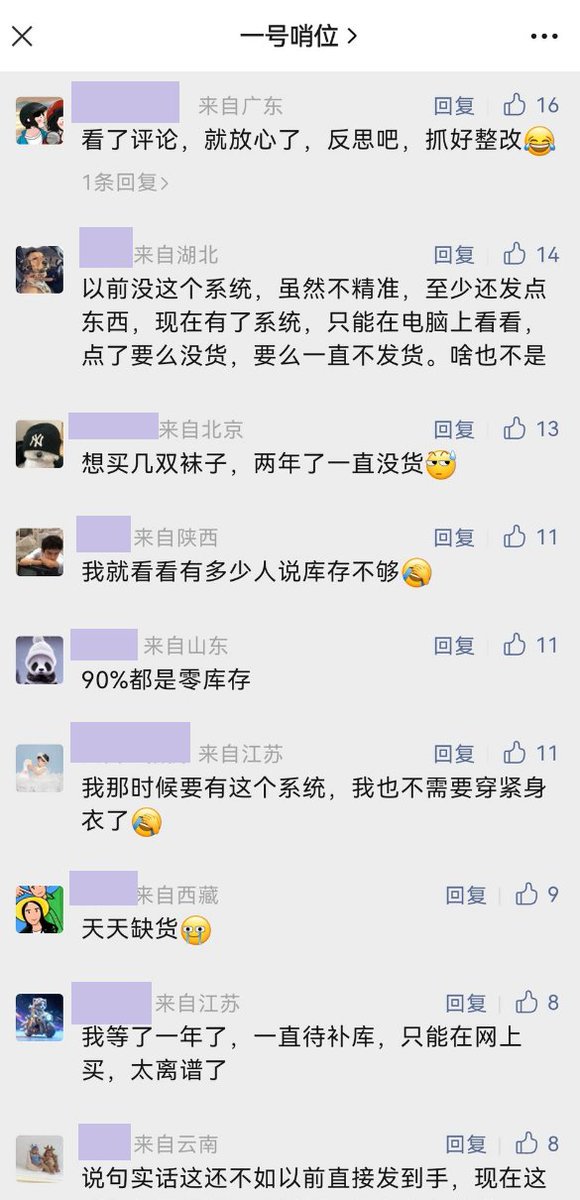 一号哨位
来自广东 回复 16
看了评论，就放心了，反思吧，抓好整改😂
1条回复
来自湖北 回复 14
以前没这个系统，虽然不精准，至少还发点
东西，现在有了系统，只能在电脑上看看，
点了要么没货，要么一直不发货。啥也不是
来自北京 回复 13
想买几双袜子，两年了一直没货
来自陕西 回复 11
我就看看有多少人说库存不够
来自山东 回复 11
90%都是零库存
来自江苏 回复 11
我那时候要有这个系统，我也不需要穿紧身
衣了
来自西藏 回复 9
天天缺货
来自江苏 回复 8
我等了一年了，一直待补库，只能在网上
买，太离谱了
来自云南 回复 8
说句实话这还不如以前直接发到手，现在这